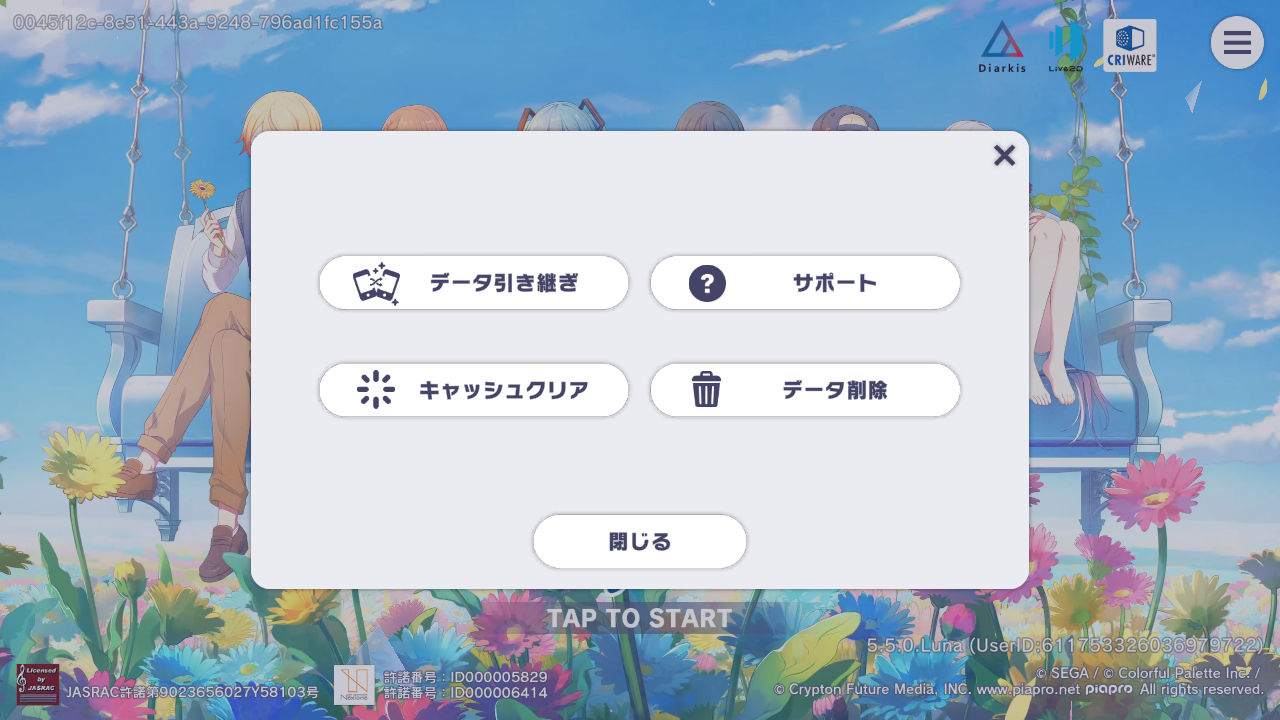 0045f12c-8e51-443a-9248-796ad1fc155a
Diarkis
Live2D
CRIWARE
データ引き継ぎ
サポート
キャッシュクリア
データ削除
閉じる
TAP TO START
5.5.0.Luna (UserID:611753326036979722)
Licensed
by
JASRAC
JASRAC許諾第9023656027Y58103号
NexTone
許諾番号：ID000005829
許諾番号：ID000006414
© SEGA / © Colorful Palette Inc. /
© Crypton Future Media, INC. www.piapro.net piapro All rights reserved.